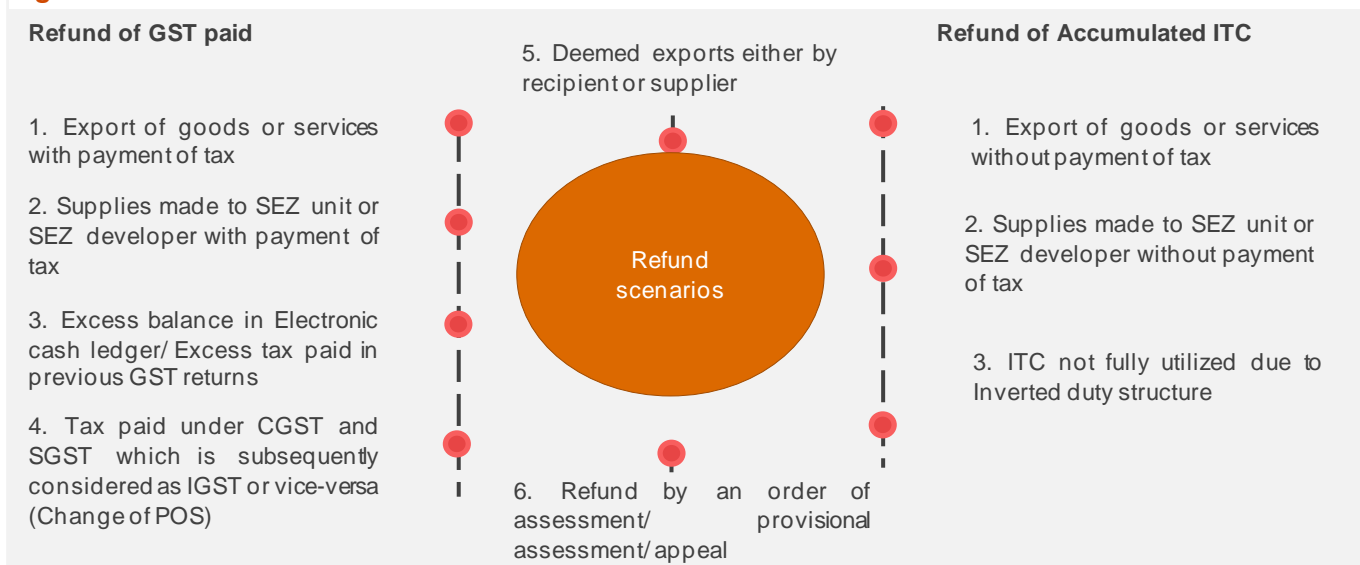 Refund of GST paid
1. Export of goods or services
with payment of tax
2. Supplies made to SEZ unit or
SEZ developer with payment of
tax
3. Excess balance in Electronic
cash ledger/ Excess tax paid in
previous GST returns
4. Tax paid under CGST and
SGST which is subsequently
considered as IGST or vice-versa
(Change of POS)
5. Deemed exports either by
recipient or supplier
Refund
scenarios
6. Refund by an order of
assessment/ provisional
assessment/ appeal
Refund of Accumulated ITC
1. Export of goods or services
without payment of tax
2. Supplies made to SEZ unit or
SEZ developer without payment
of tax
3. ITC not fully utilized due to
Inverted duty structure